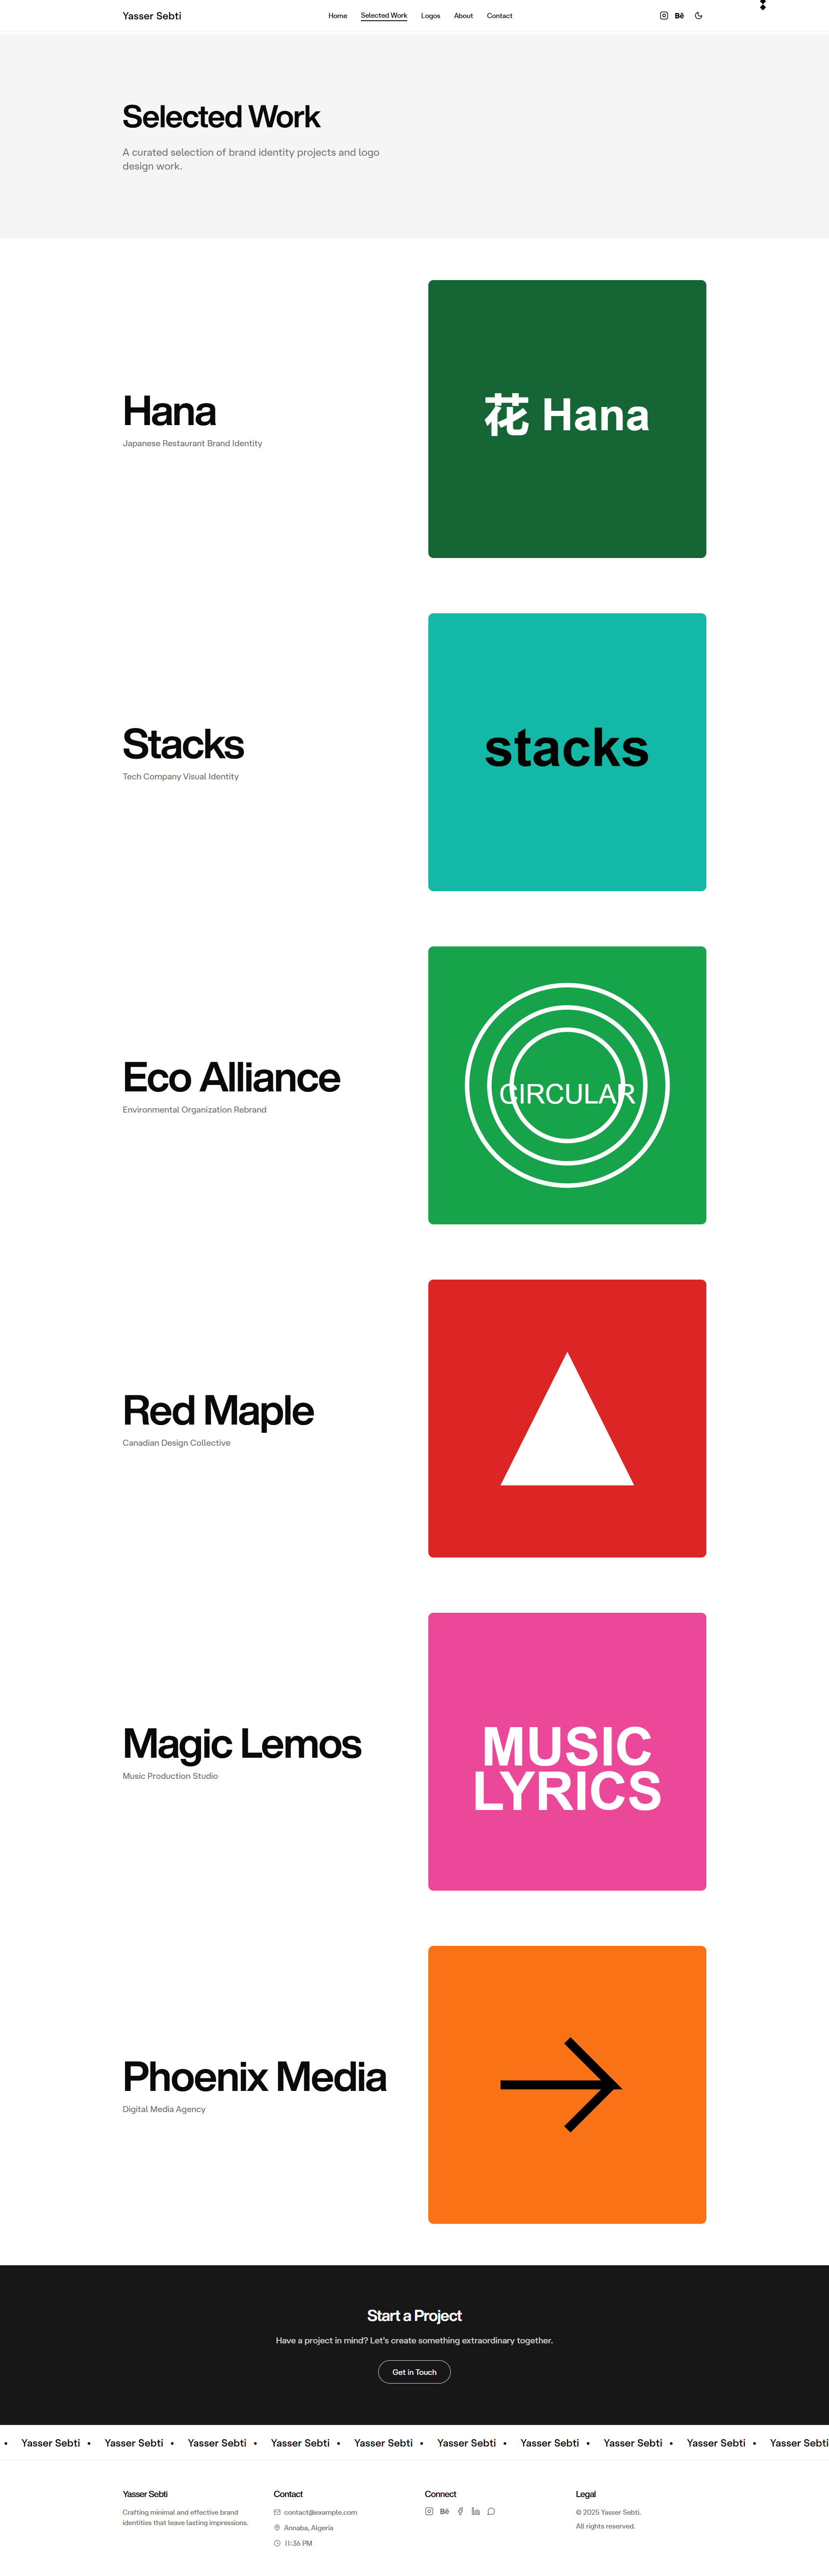 Yasser Sebti
Home Selected Work Logos About Contact
Bē
Selected Work
A curated selection of brand identity projects and logo
design work.
Hana
Japanese Restaurant Brand Identity
花 Hana
Stacks
Tech Company Visual Identity
stacks
Eco Alliance
Environmental Organization Rebrand
CIRCULAR
Red Maple
Canadian Design Collective
Magic Lemos
Music Production Studio
MUSIC
LYRICS
Phoenix Media
Digital Media Agency
Start a Project
Have a project in mind? Let's create something extraordinary together.
Get in Touch
• Yasser Sebti • Yasser Sebti • Yasser Sebti • Yasser Sebti • Yasser Sebti • Yasser Sebti • Yasser Sebti • Yasser Sebti • Yasser Sebti • Yasser Sebti
Yasser Sebti
Crafting minimal and effective brand
identities that leave lasting impressions.
Contact
contact@example.com
Annaba, Algeria
11:36 PM
Connect
Bē
Legal
© 2025 Yasser Sebti.
All rights reserved.